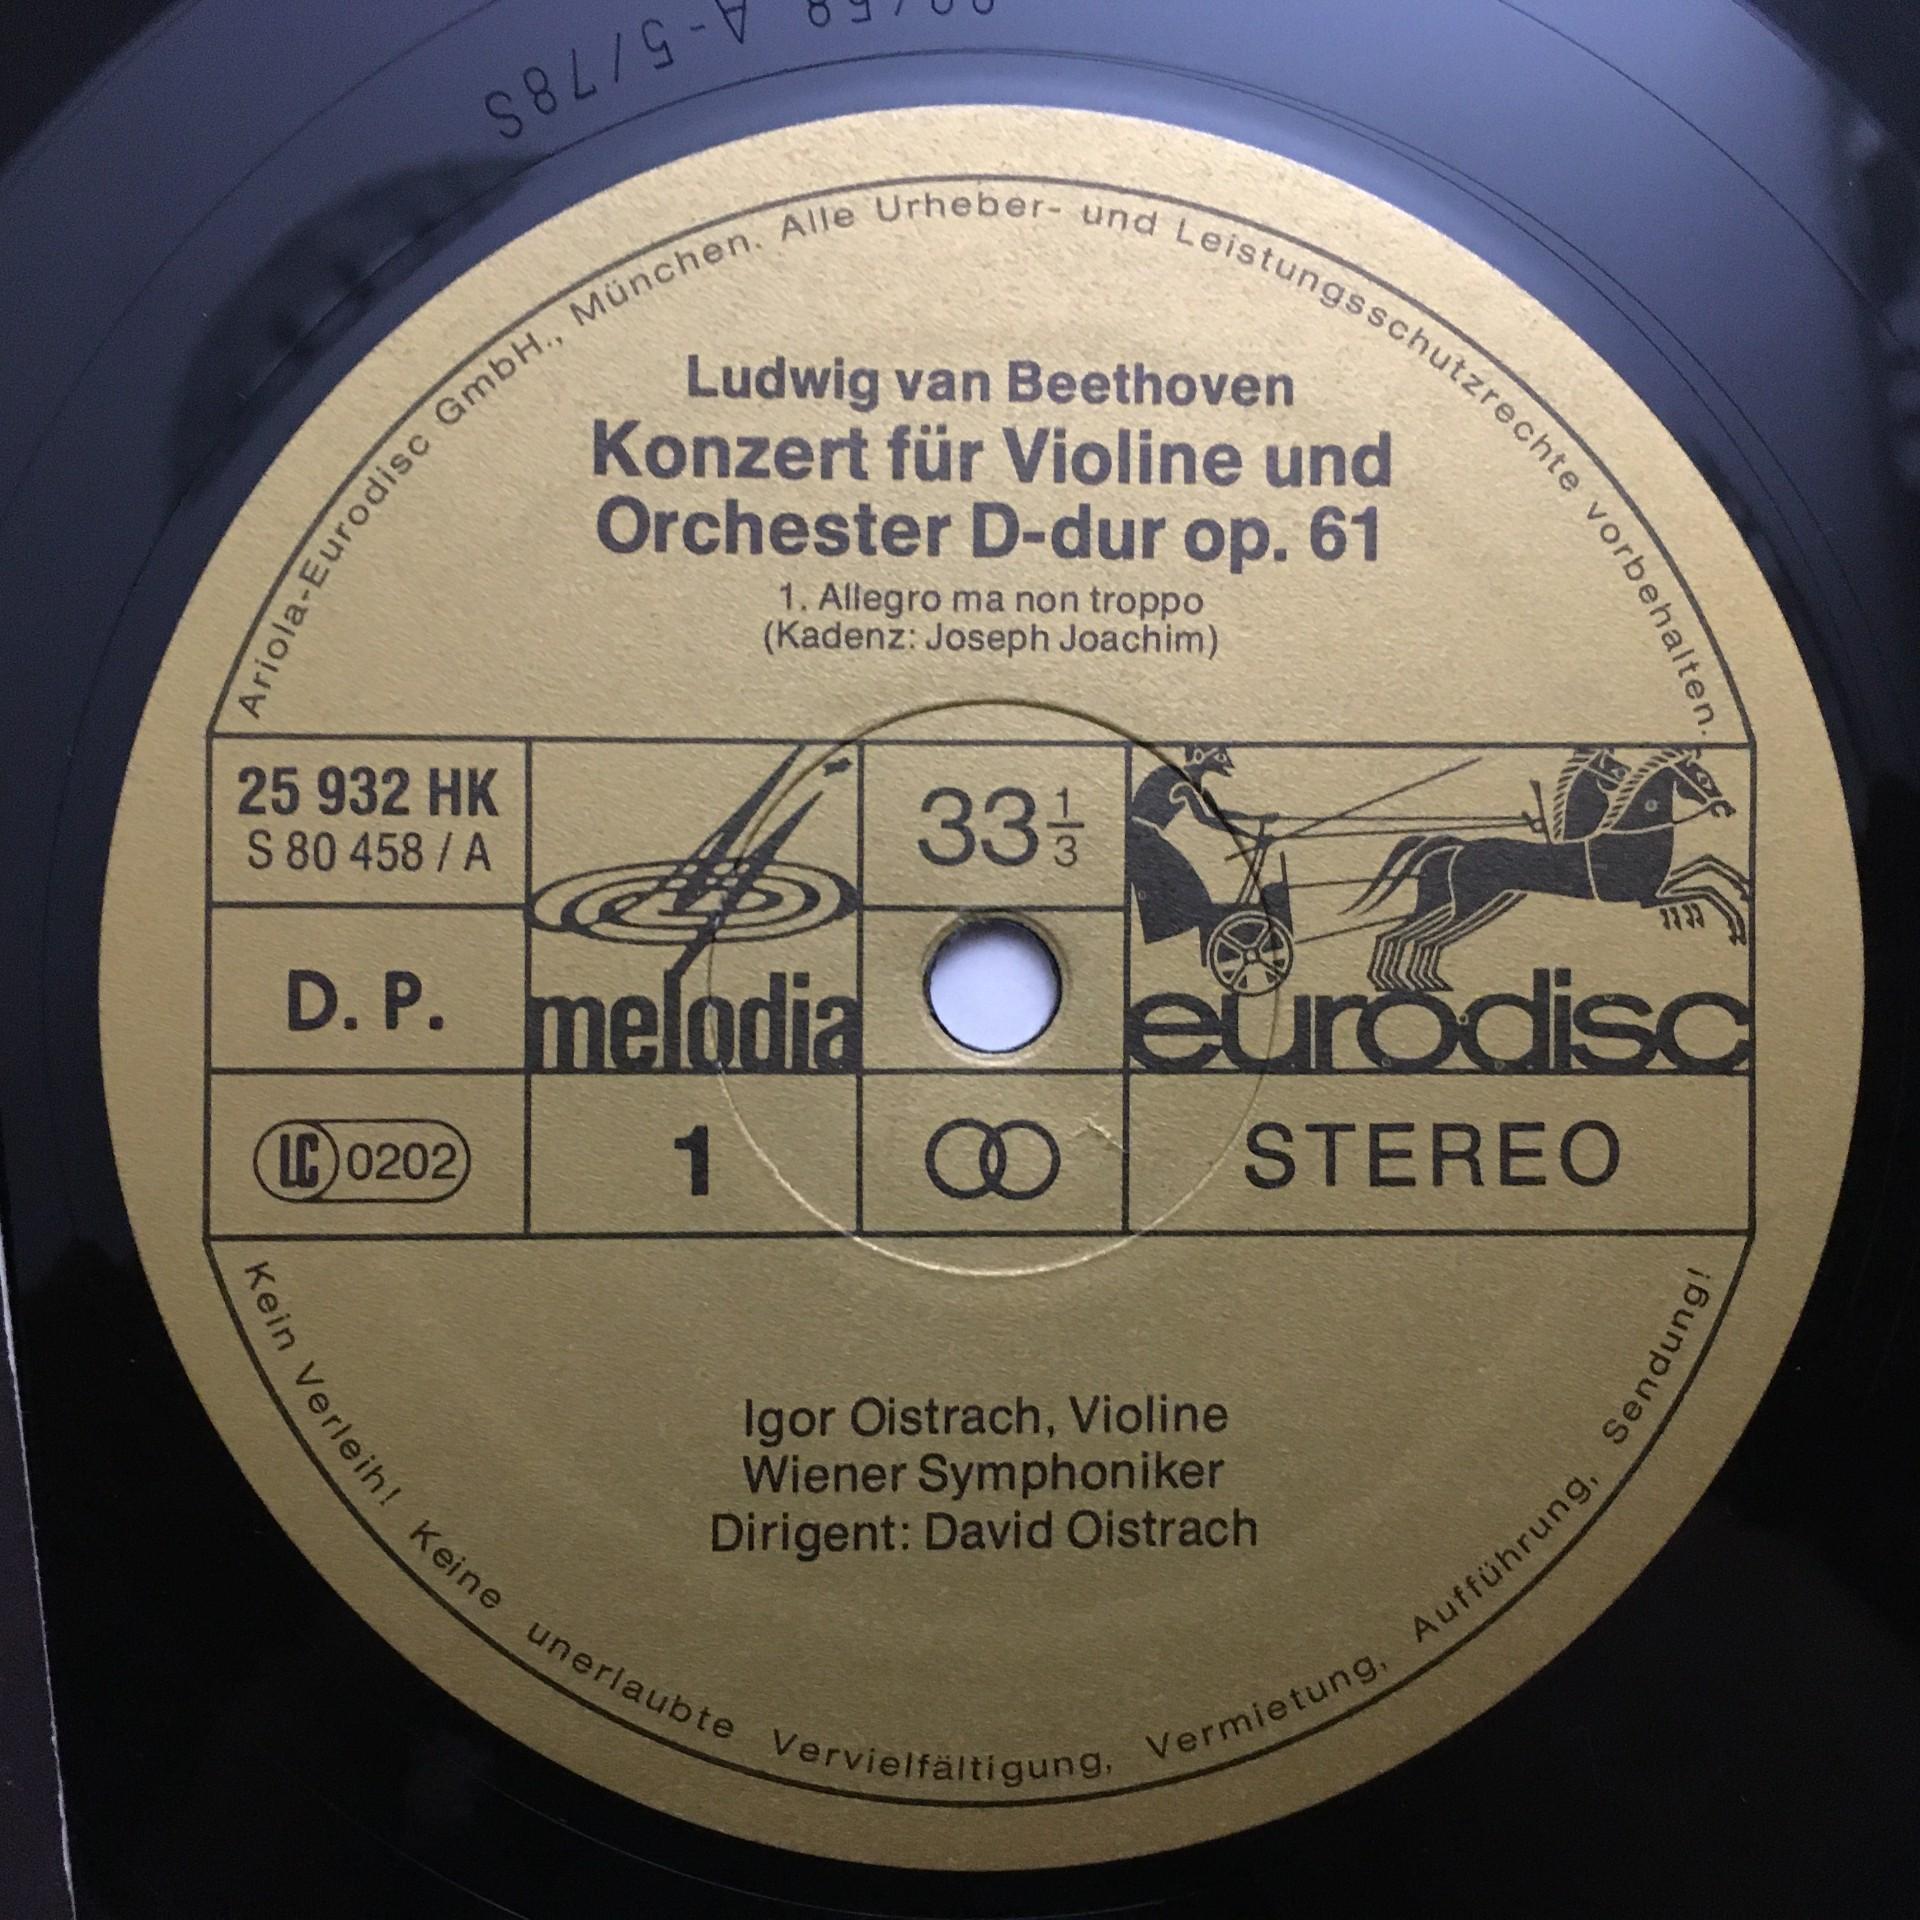 80458 A-5/78S
Ariola-Eurodisc GmbH., München. Alle Urheber- und Leistungsschutzrechte vorbehalten.
Ludwig van Beethoven
Konzert für Violine und
Orchester D-dur op. 61
1. Allegro ma non troppo
(Kadenz: Joseph Joachim)
25 932 HK
S 80 458 / A
33 1/3
D. P.
melodia
eurodisc
LC 0202
1
STEREO
Igor Oistrach, Violine
Wiener Symphoniker
Dirigent: David Oistrach
Kein Verleih! Keine unerlaubte Vervielfältigung, Vermietung, Aufführung, Sendung!